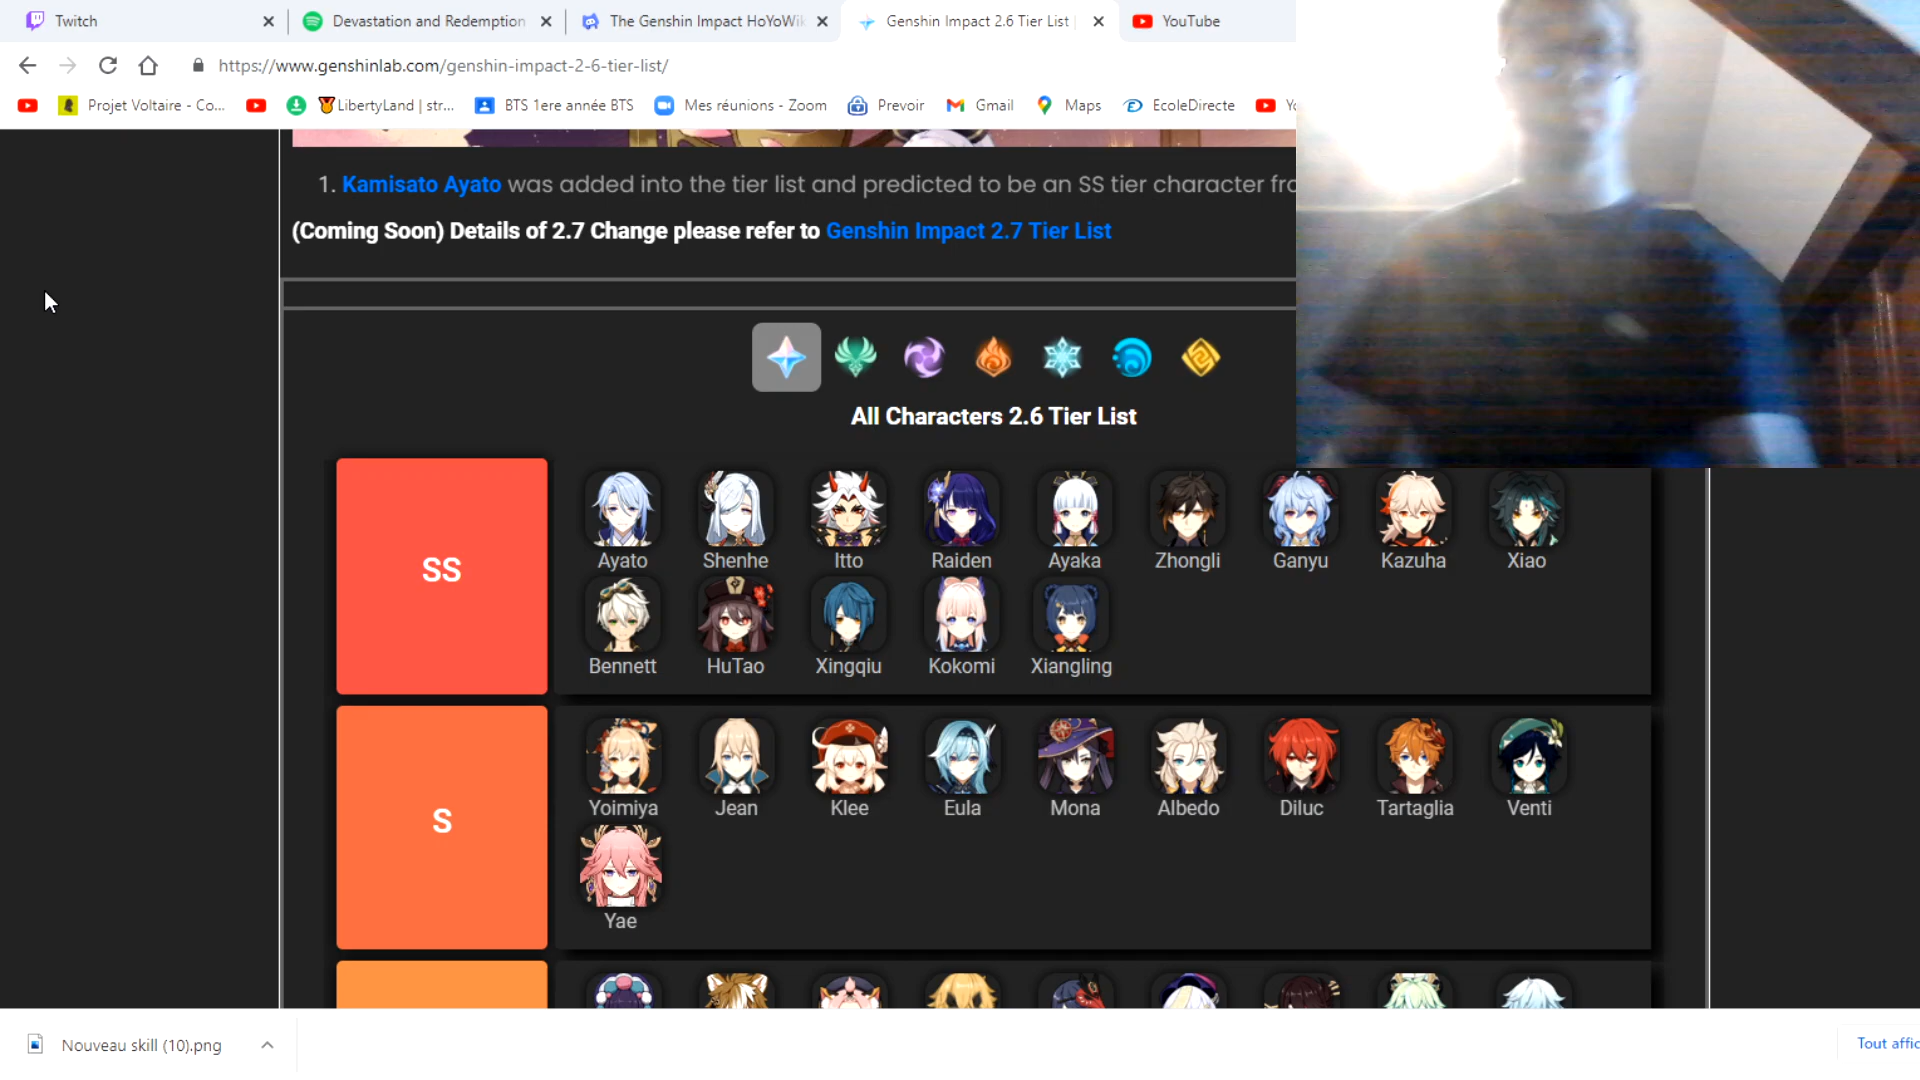 Twitch
Devastation and Redemption
The Genshin Impact HoYoWik
Genshin Impact 2.6 Tier List |
YouTube
https://www.genshinlab.com/genshin-impact-2-6-tier-list/
Projet Voltaire - Co...
LibertyLand | str...
BTS 1ere année BTS
Mes réunions - Zoom
Prevoir
Gmail
Maps
EcoleDirecte
1. Kamisato Ayato was added into the tier list and predicted to be an SS tier character fro
(Coming Soon) Details of 2.7 Change please refer to Genshin Impact 2.7 Tier List
All Characters 2.6 Tier List
SS
Ayato Shenhe Itto Raiden Ayaka Zhongli Ganyu Kazuha Xiao
Bennett HuTao Xingqiu Kokomi Xiangling
S
Yoimiya Jean Klee Eula Mona Albedo Diluc Tartaglia Venti
Yae
Nouveau skill (10).png
Tout affic